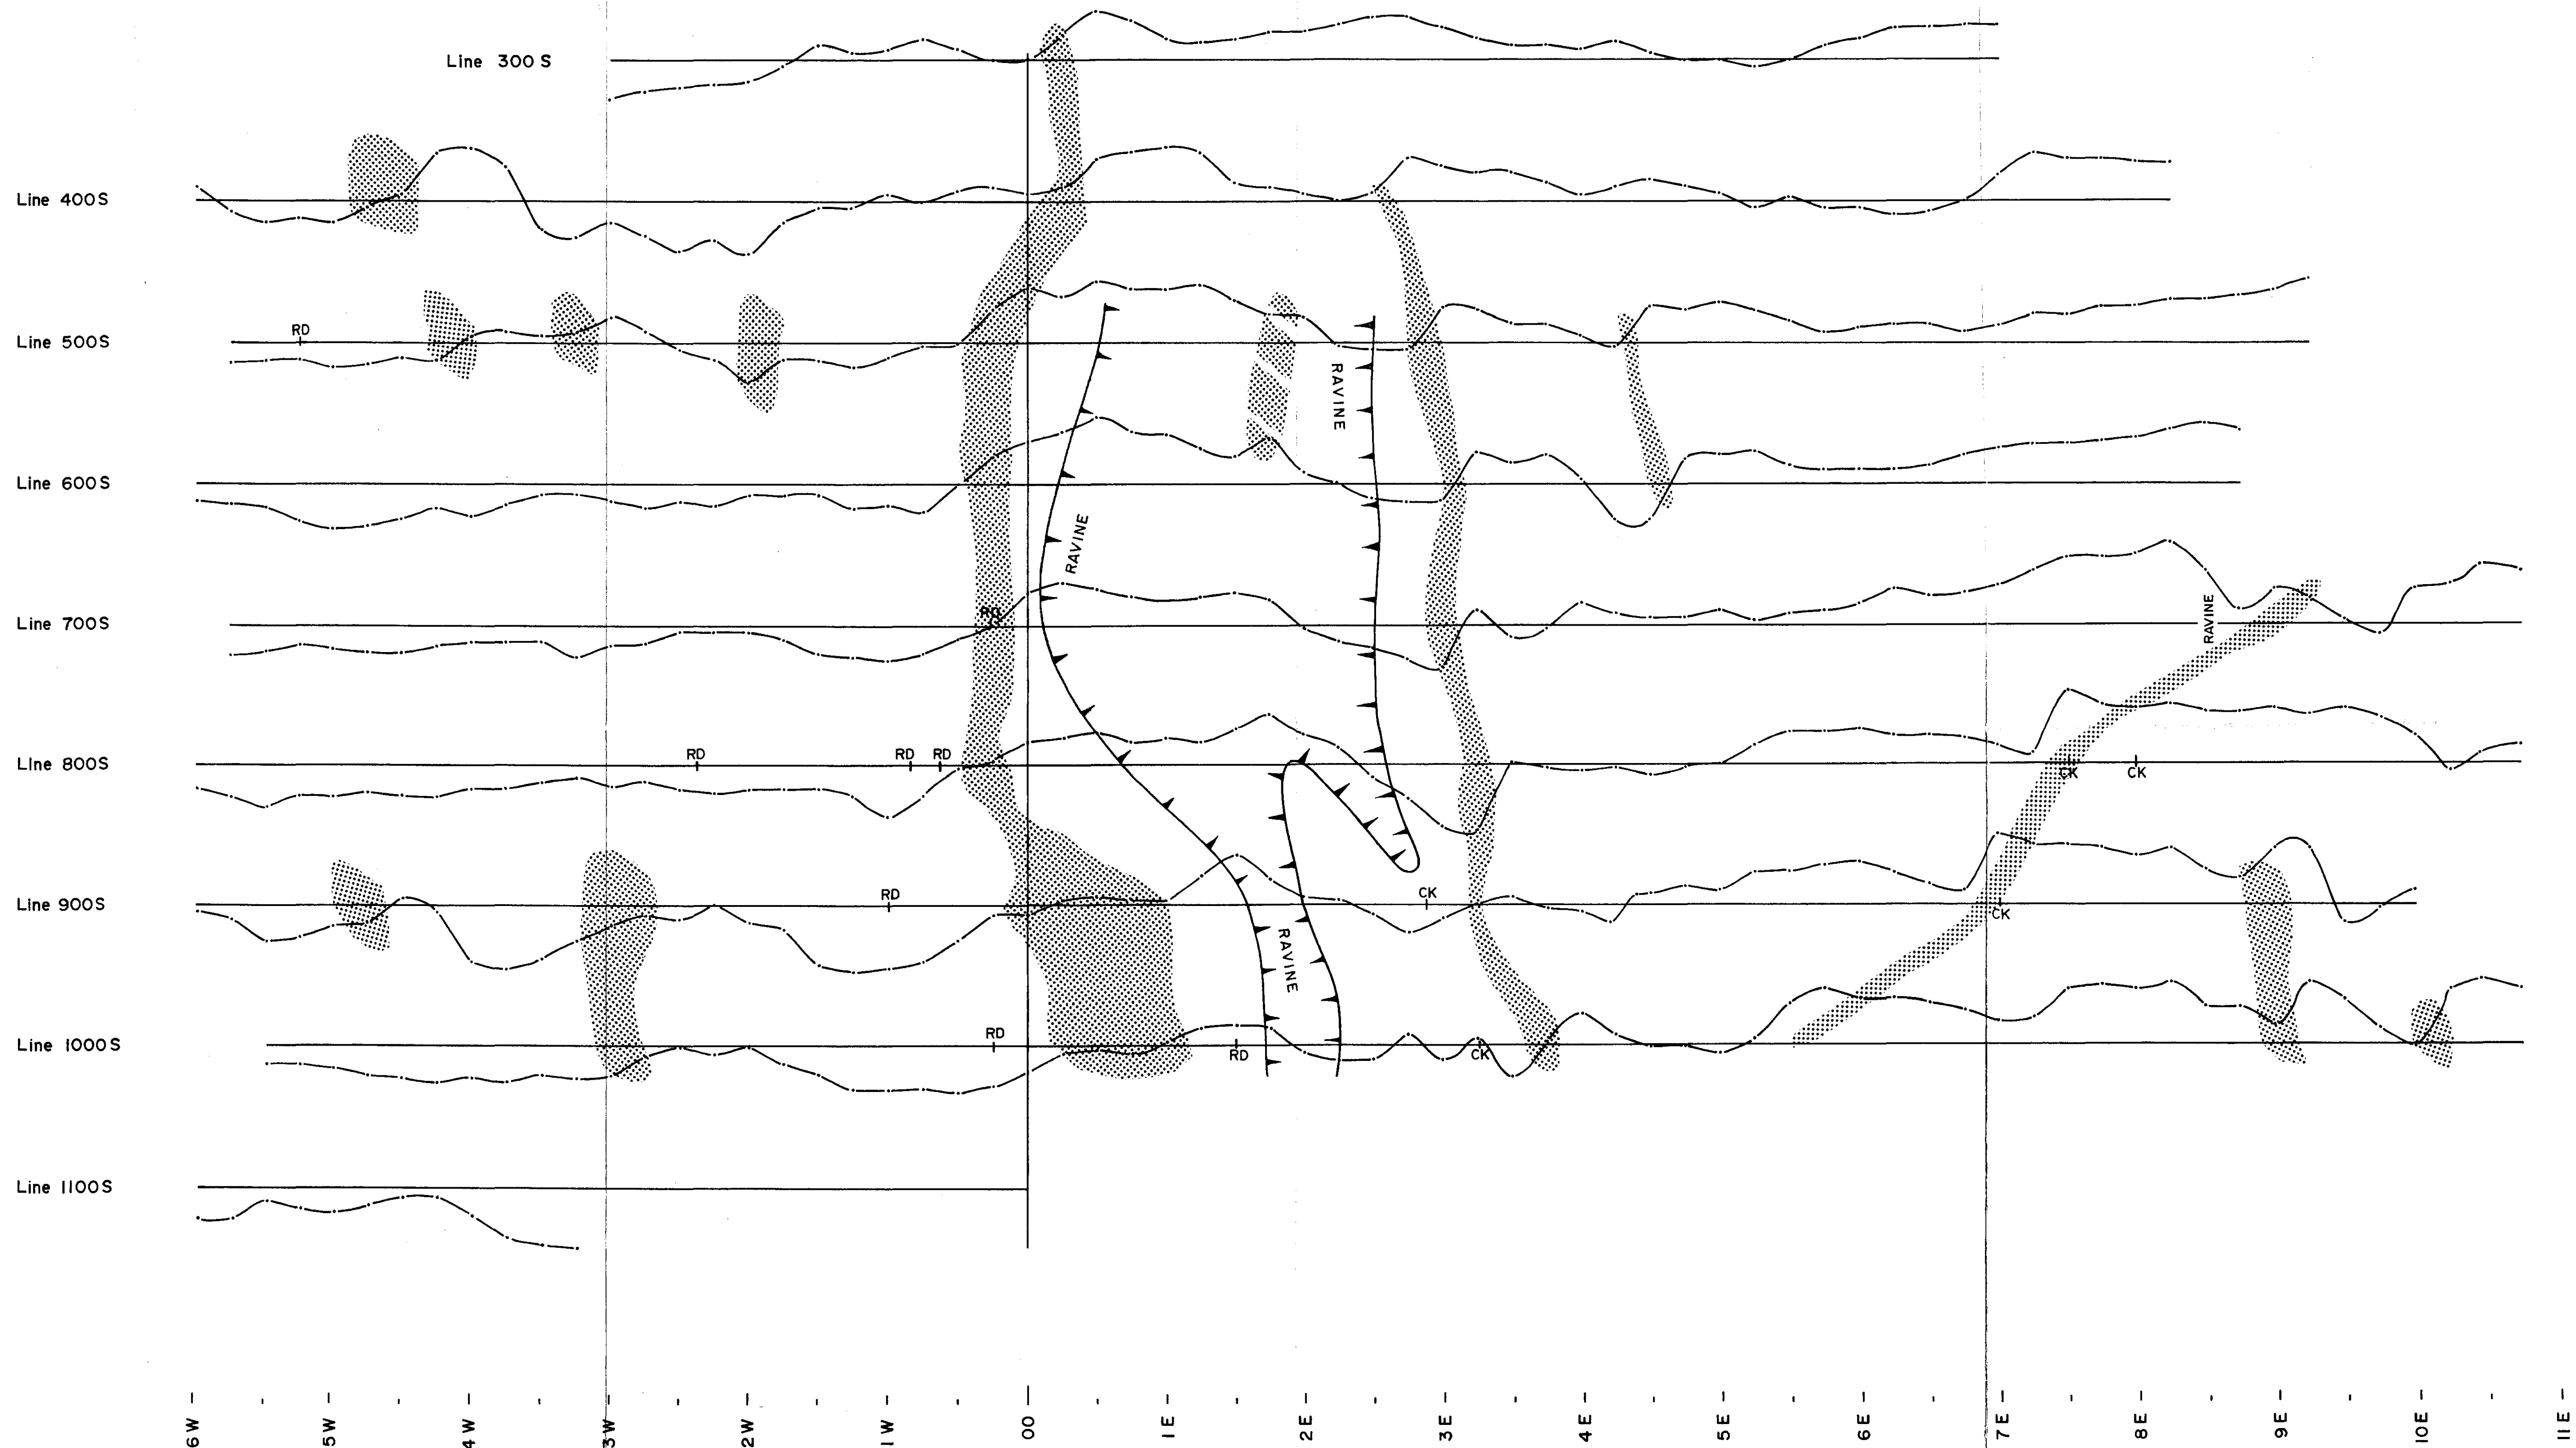 Line 300 S
Line 400S
RD
Line 500S
RAVINE
Line 600S
RAVINE
RD
Line 700S
RAVINE
RD RD RD
Line 800S
CK CK
RD CK
Line 900S
CK
RAVINE
RD
Line 1000S
RD CK
Line 1100S
6W 5W 4W 3W 2W 1W 00 1E 2E 3E 4E 5E 6E 7E 8E 9E 10E 11E